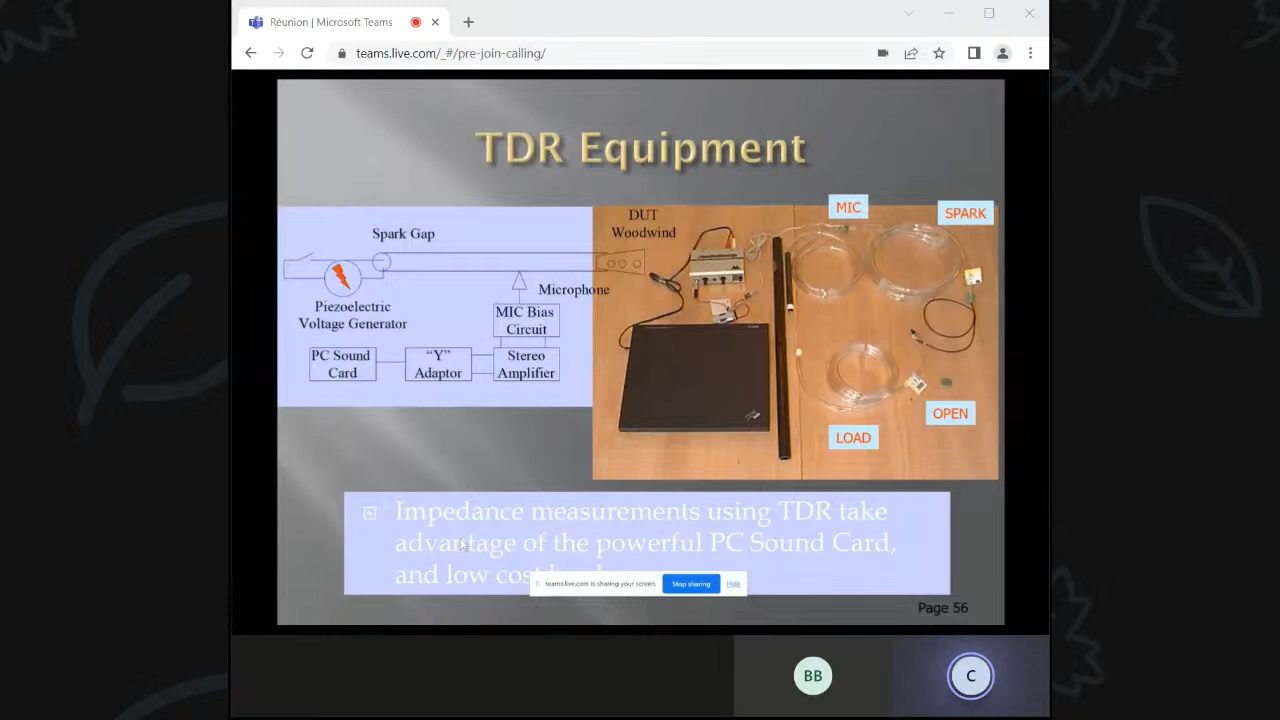 Réunion | Microsoft Teams
teams.live.com/_#/pre-join-calling/
TDR Equipment
Spark Gap
DUT
Woodwind
Microphone
Piezoelectric
Voltage Generator
MIC Bias
Circuit
PC Sound
Card
“Y”
Adaptor
Stereo
Amplifier
MIC
SPARK
OPEN
LOAD
Impedance measurements using TDR take
advantage of the powerful PC Sound Card,
and low cost
teams.live.com is sharing your screen.
Stop sharing
Hide
Page 56
BB
C